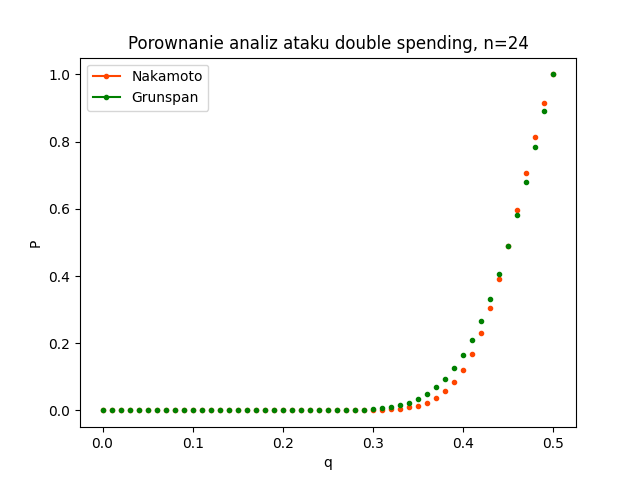 Porownanie analiz ataku double spending, n=24
Nakamoto
Grunspan
1.0
0.8
0.6
0.4
0.2
0.0
P
0.0 0.1 0.2 0.3 0.4 0.5
q